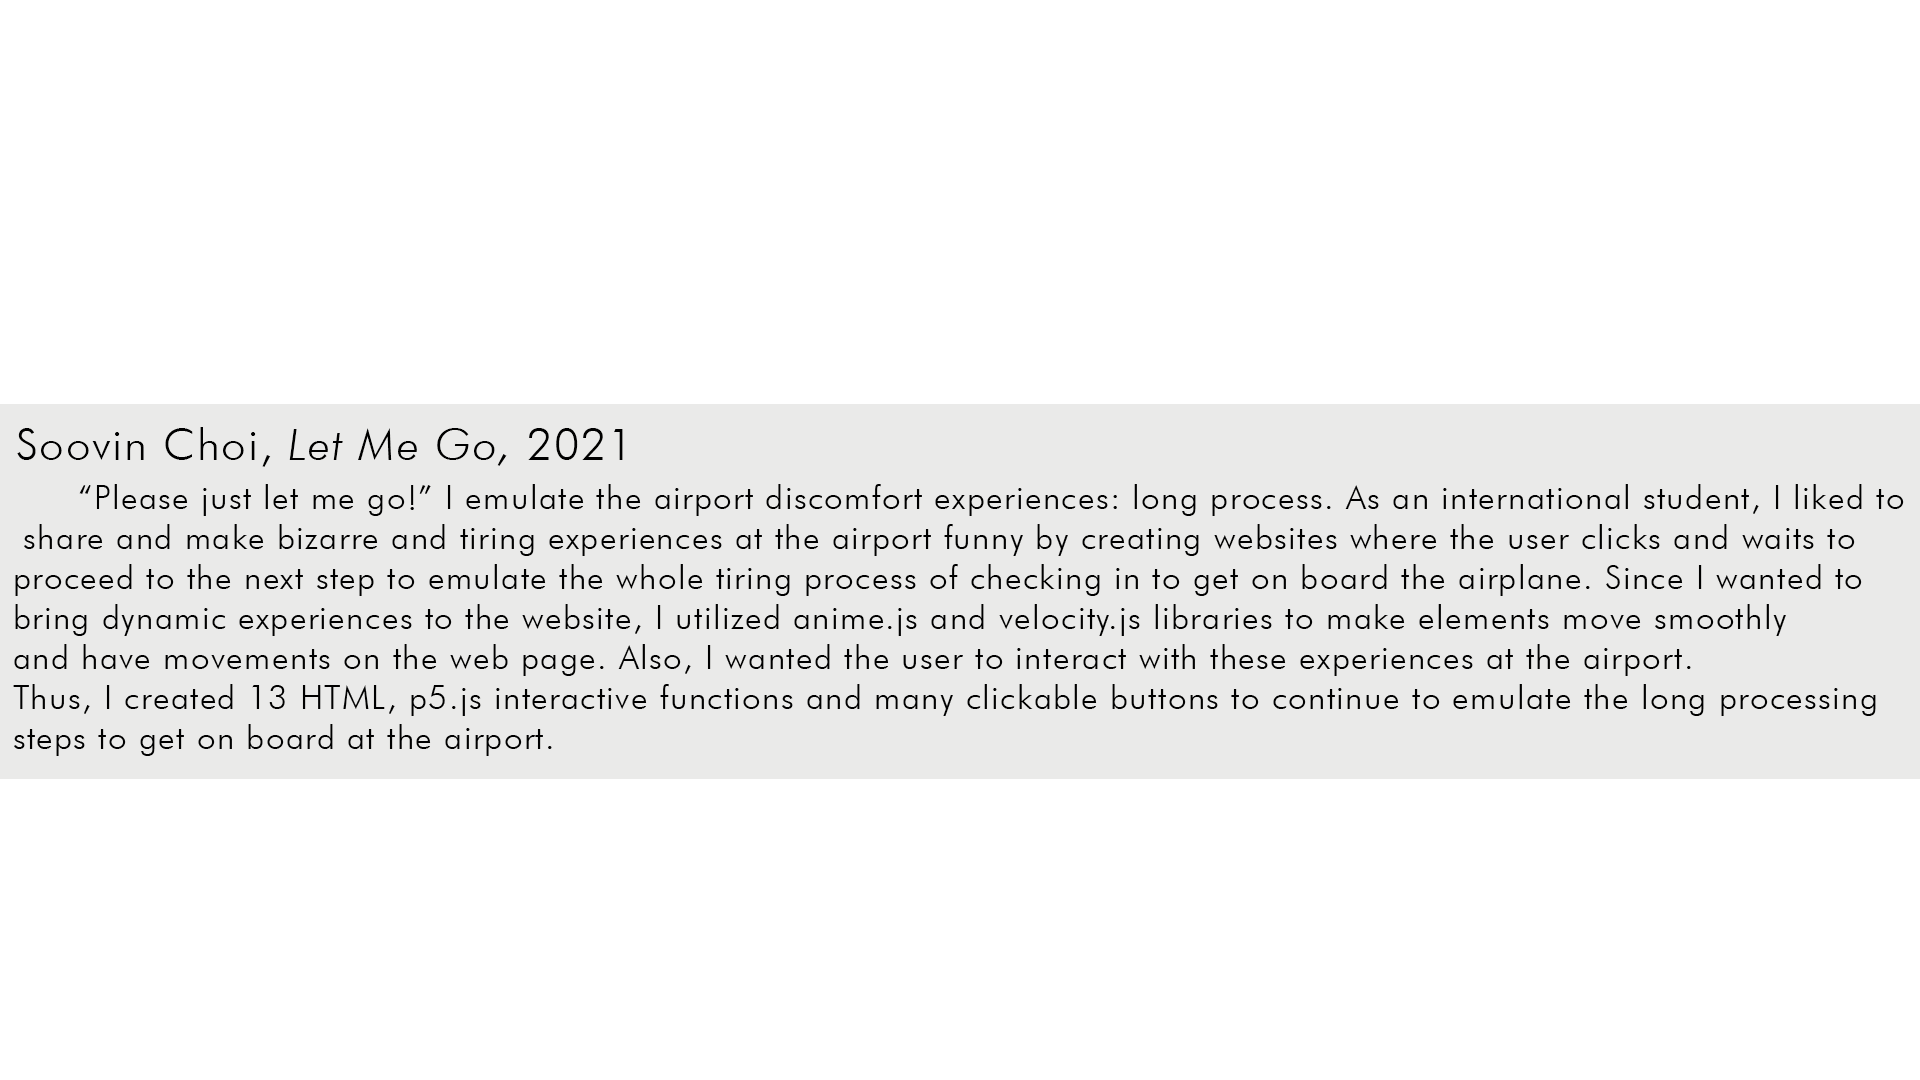 Soovin Choi, Let Me Go, 2021
“Please just let me go!” I emulate the airport discomfort experiences: long process. As an international student, I liked to
share and make bizarre and tiring experiences at the airport funny by creating websites where the user clicks and waits to
proceed to the next step to emulate the whole tiring process of checking in to get on board the airplane. Since I wanted to
bring dynamic experiences to the website, I utilized anime.js and velocity.js libraries to make elements move smoothly
and have movements on the web page. Also, I wanted the user to interact with these experiences at the airport.
Thus, I created 13 HTML, p5.js interactive functions and many clickable buttons to continue to emulate the long processing
steps to get on board at the airport.